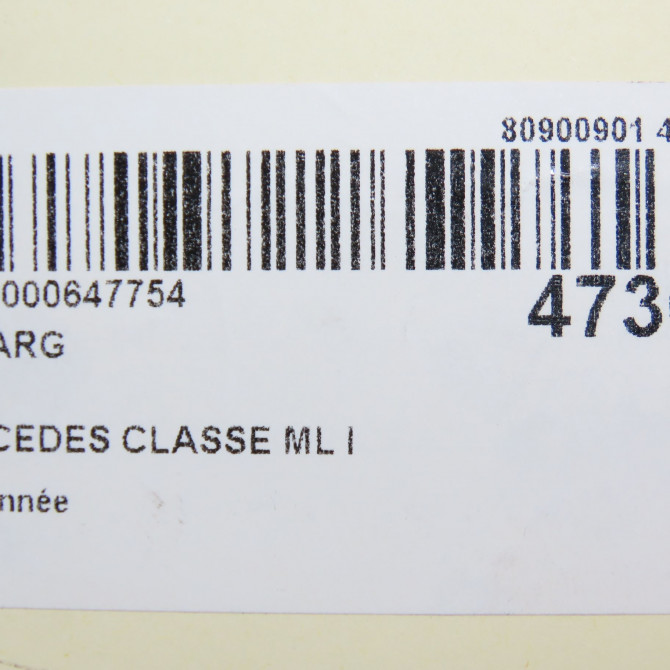 80900901 4
000647754
473
ARG
CEDES CLASSE ML I
nnée